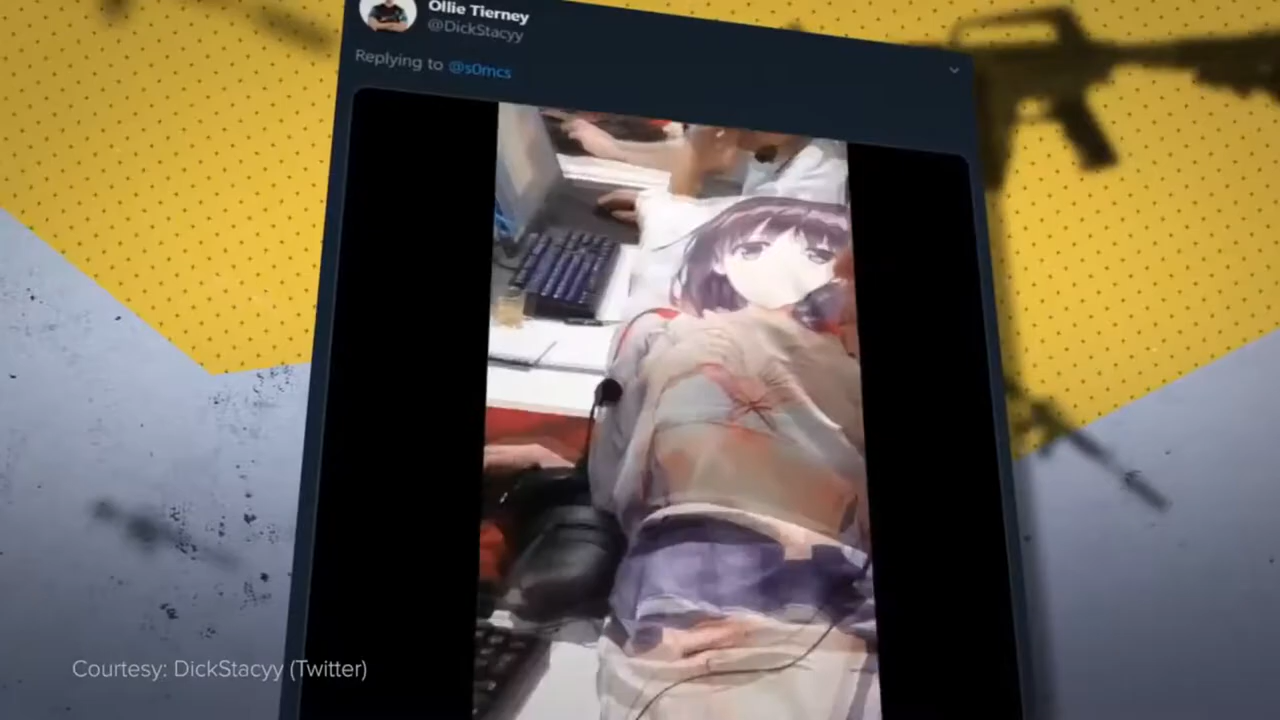 Ollie Tierney
@DickStacyy
Replying to @s0mcs
Courtesy: DickStacyy (Twitter)